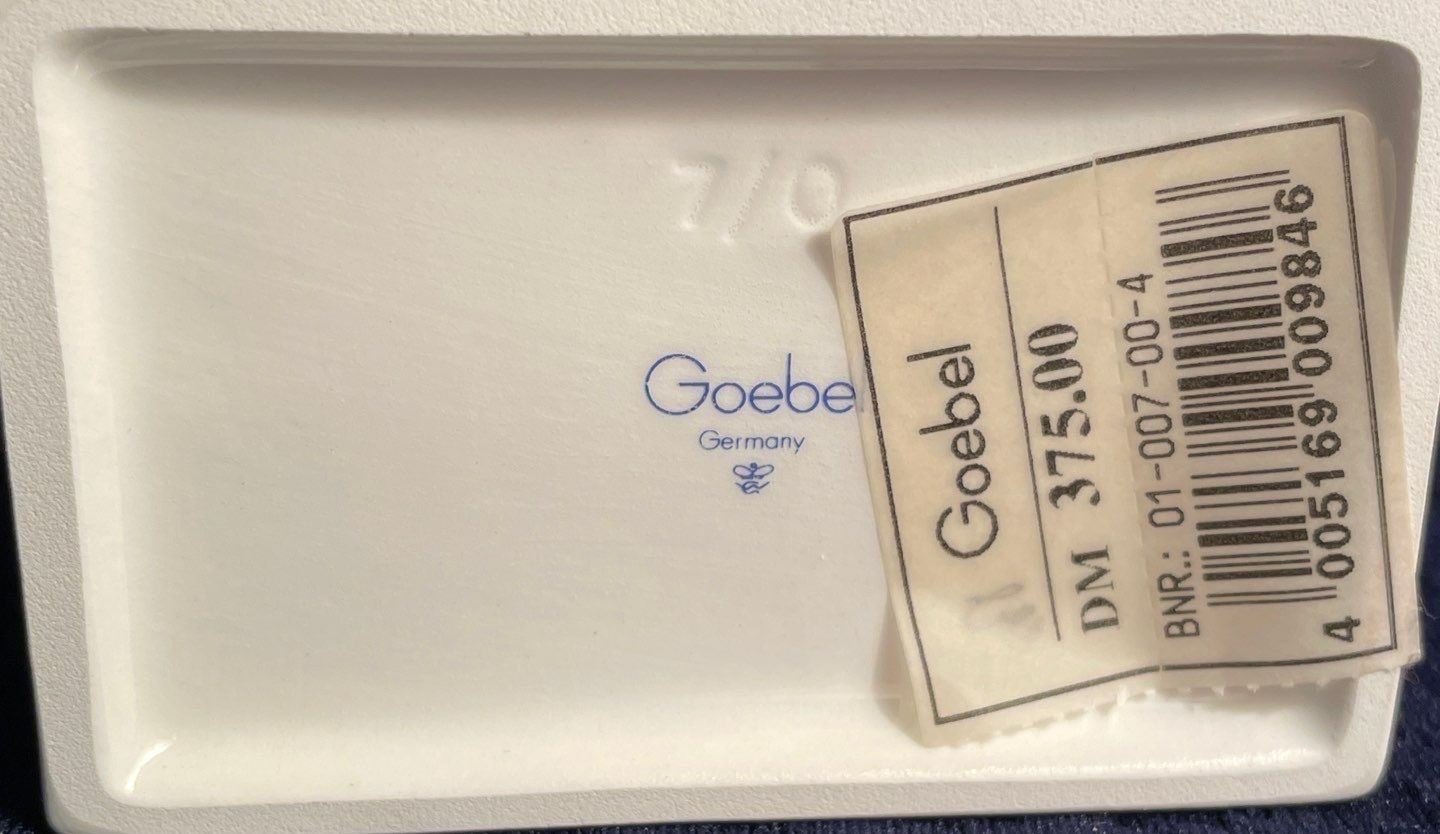 7/0
Goebel
Germany
Goebel
DM 375.00
BNR.: 01-007-00-4
4 005169 009846